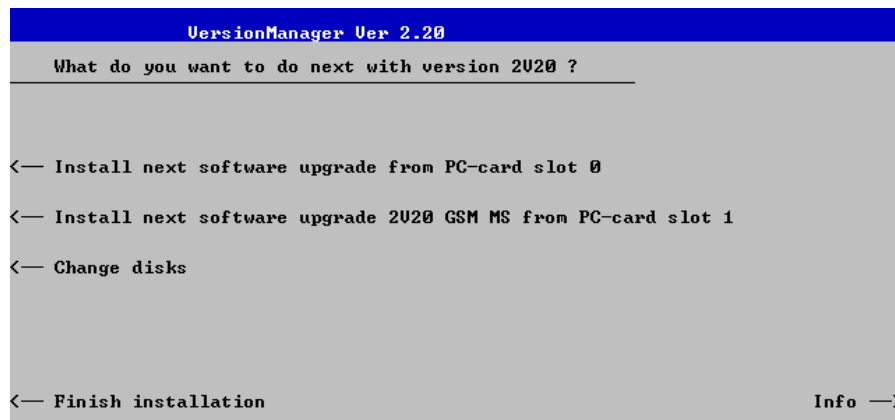 VersionManager Ver 2.20
What do you want to do next with version 2V20 ?
<— Install next software upgrade from PC-card slot 0
<— Install next software upgrade 2V20 GSM MS from PC-card slot 1
<— Change disks
<— Finish installation Info —>